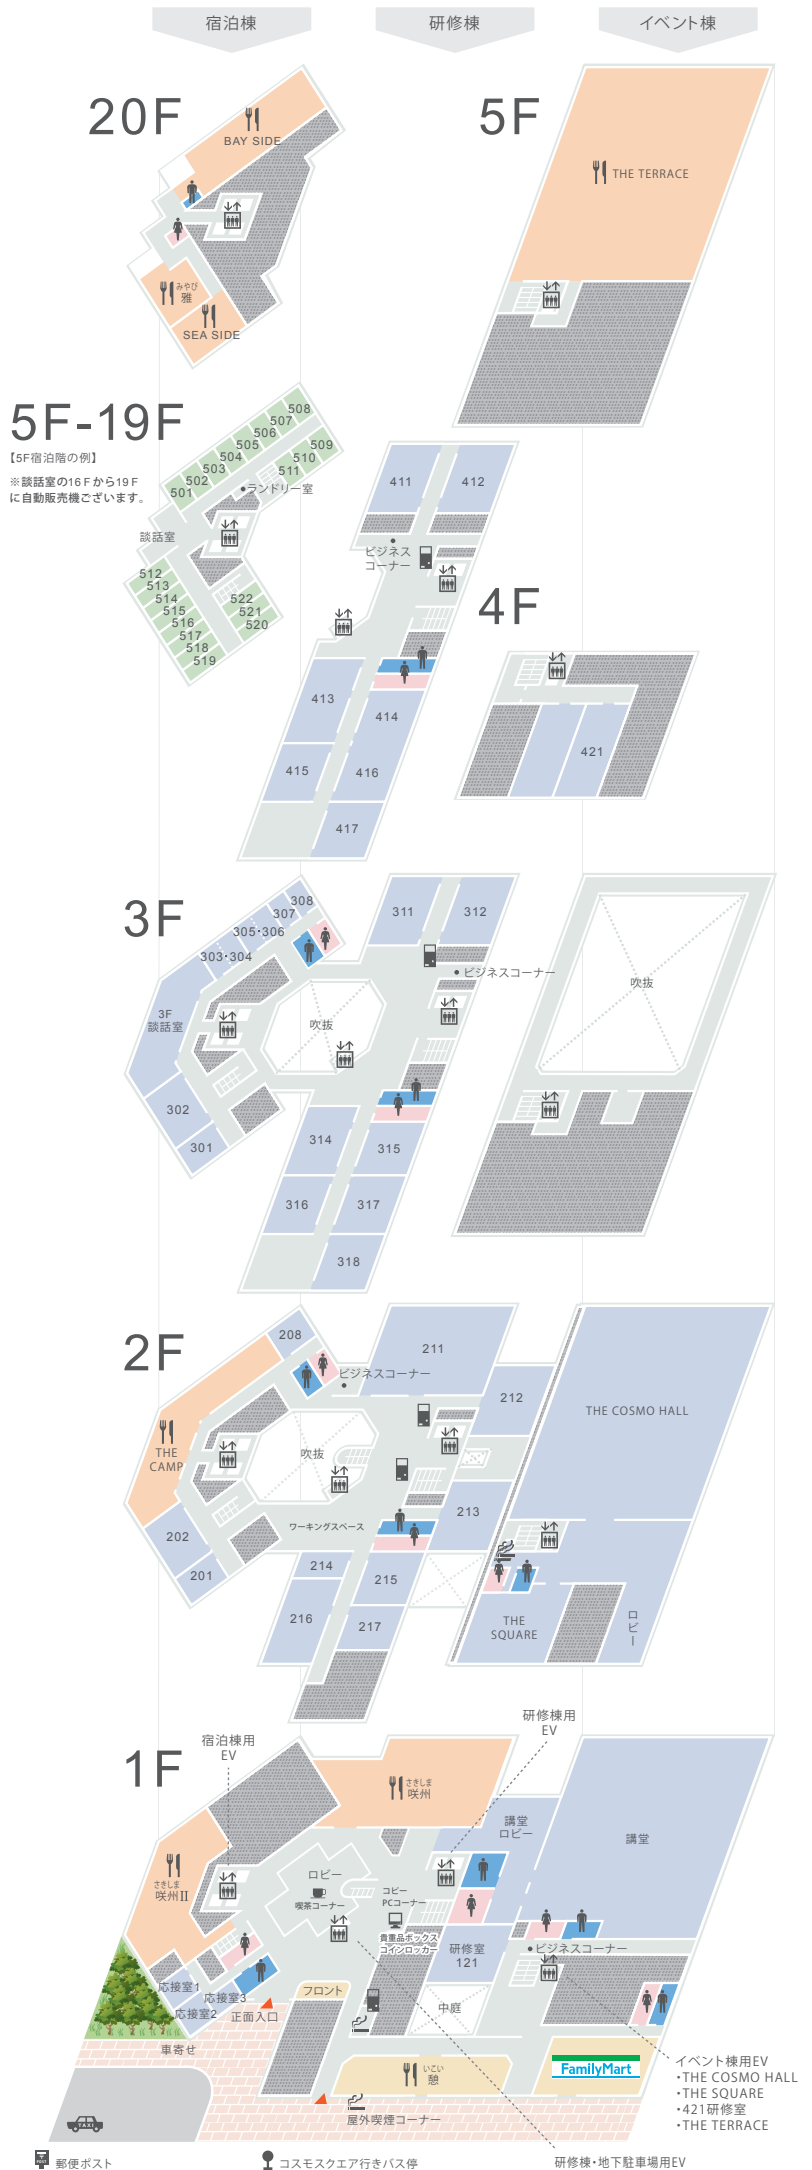 宿泊棟
研修棟
イベント棟
20F
BAY SIDE
みやび
雅
SEA SIDE
5F
THE TERRACE
5F-19F
【5F宿泊階の例】
※談話室の16Fから19F
に自動販売機ございます。
508
507
506
505
504
503
502
501
509
510
511
ランドリー室
談話室
512
513
514
515
516
517
518
519
522
521
520
411
412
ビジネス
コーナー
413
414
415
416
417
4F
421
3F
308
307
305・306
303・304
3F
談話室
302
301
吹抜
311
312
ビジネスコーナー
314
315
316
317
318
吹抜
2F
208
ビジネスコーナー
THE
CAMP
吹抜
202
201
ワーキングスペース
211
212
213
214
215
216
217
THE COSMO HALL
THE
SQUARE
ロビー
1F
宿泊棟用
EV
研修棟用
EV
さきしま
咲州
講堂
ロビー
講堂
さきしま
咲州Ⅱ
ロビー
喫茶コーナー
コピー
PCコーナー
貴重品ボックス
コインロッカー
研修室
121
ビジネスコーナー
応接室1
応接室2
応接室3
正面入口
フロント
中庭
車寄せ
いこい
憩
FamilyMart
屋外喫煙コーナー
イベント棟用EV
・THE COSMO HALL
・THE SQUARE
・421研修室
・THE TERRACE
TAXI
POST
郵便ポスト
コスモスクエア行きバス停
研修棟・地下駐車場用EV